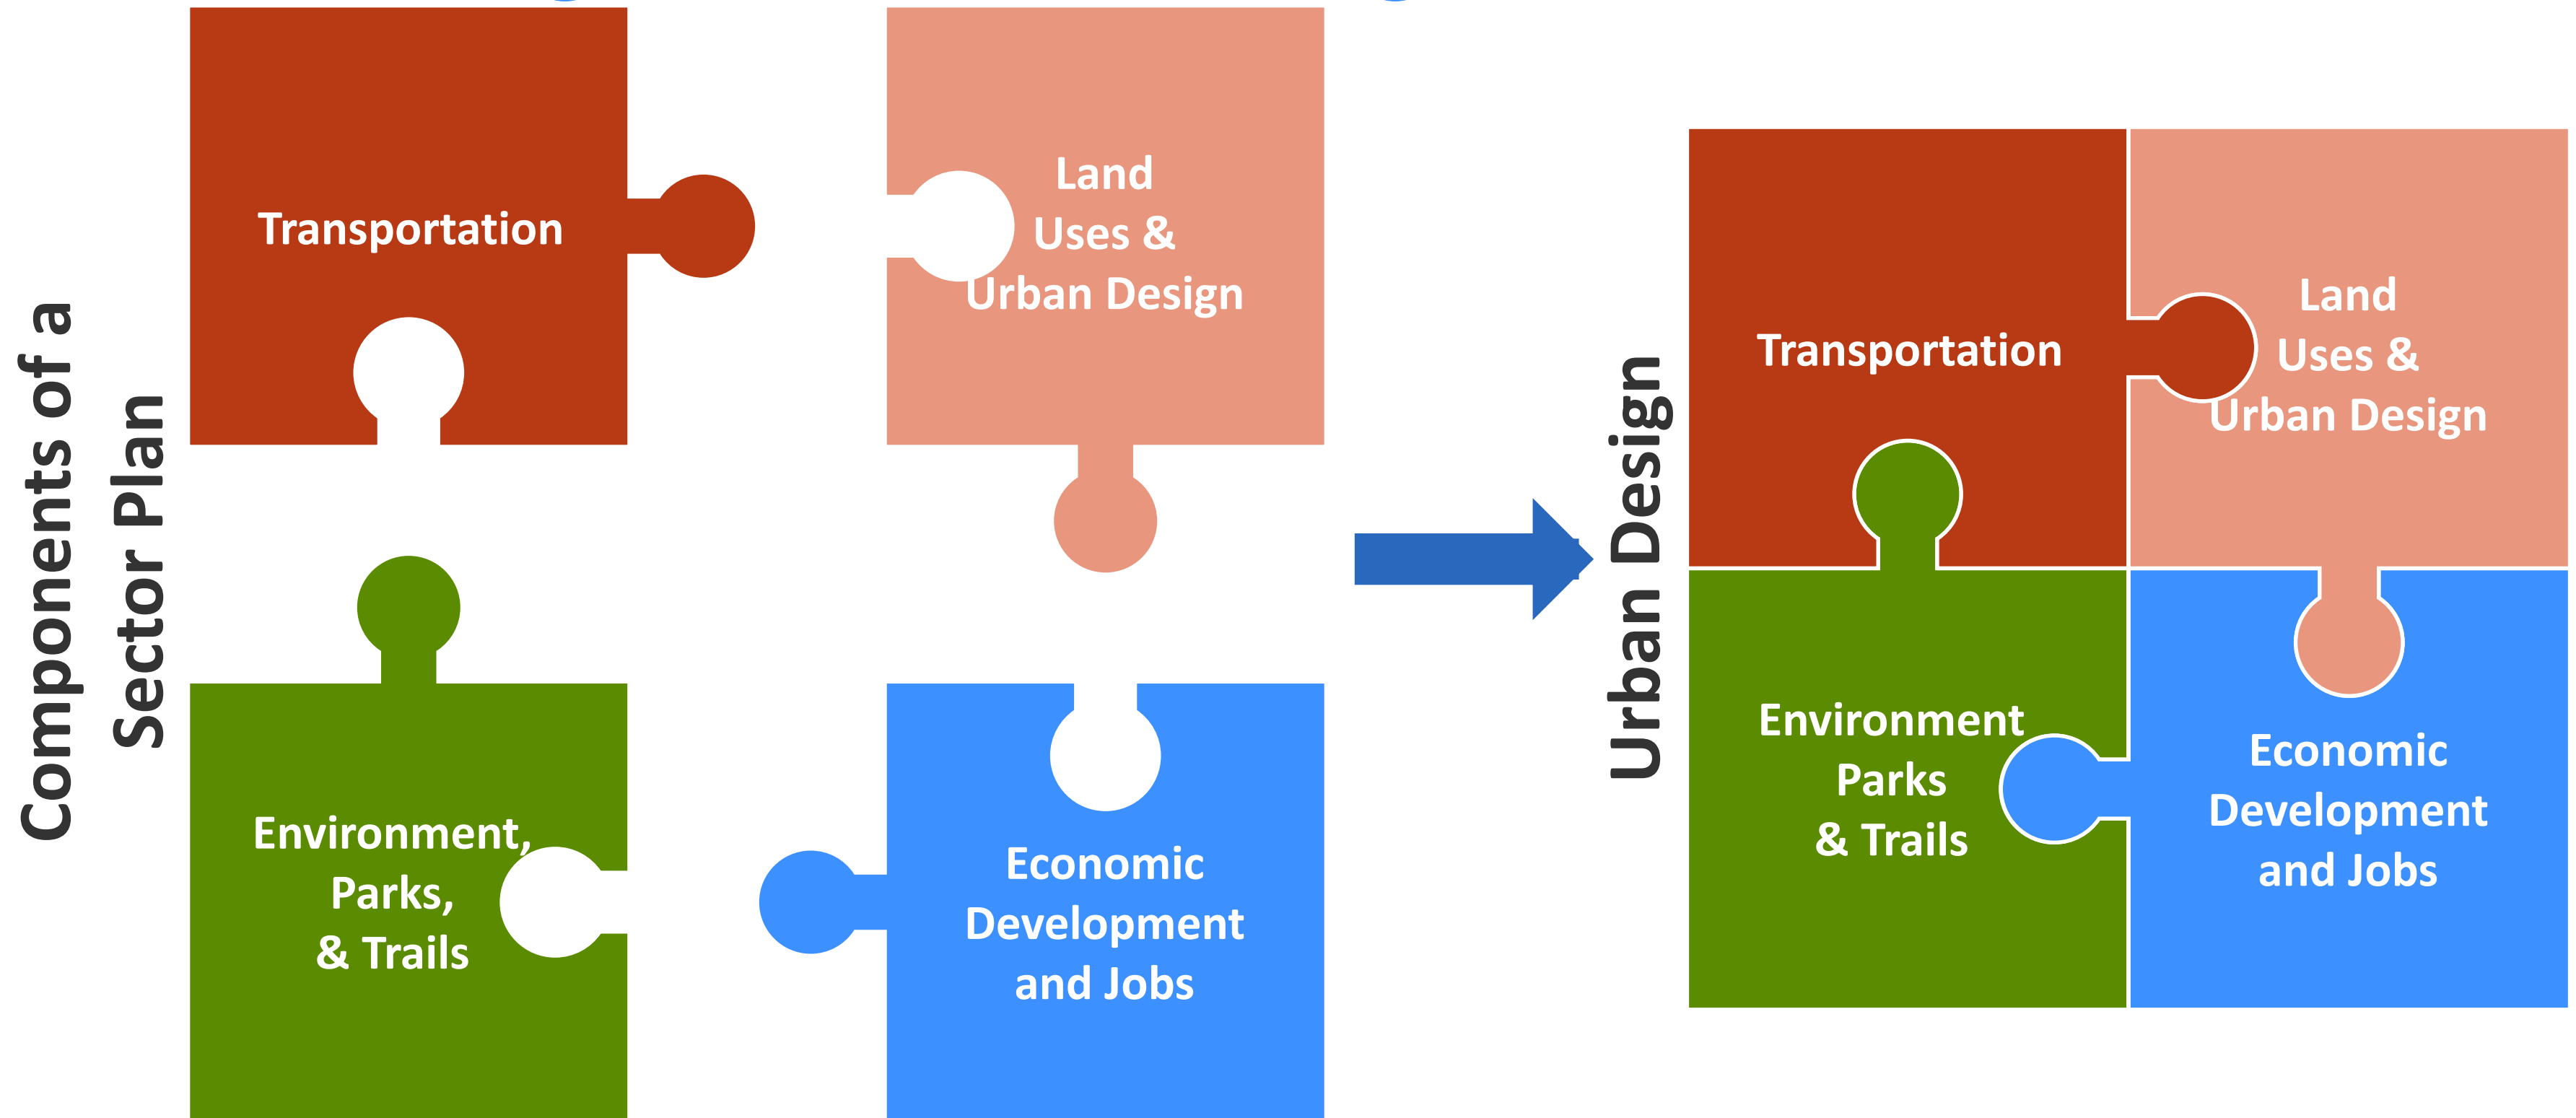 Components of a
Sector Plan
Transportation
Land
Uses &
Urban Design
Environment,
Parks,
& Trails
Economic
Development
and Jobs
Urban Design
Transportation
Land
Uses &
Urban Design
Environment
Parks
& Trails
Economic
Development
and Jobs